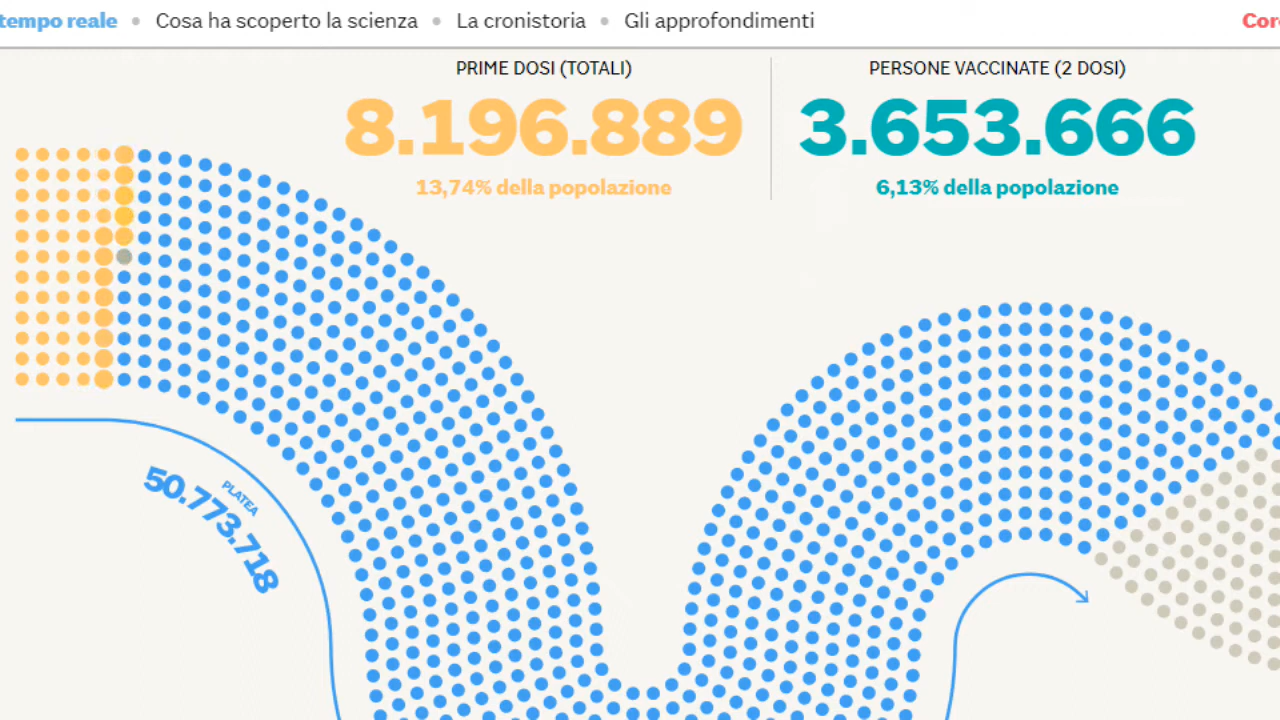 tempo reale • Cosa ha scoperto la scienza • La cronistoria • Gli approfondimenti
PRIME DOSI (TOTALI)
8.196.889
13,74% della popolazione
PERSONE VACCINATE (2 DOSI)
3.653.666
6,13% della popolazione
PLATEA
50.773.718